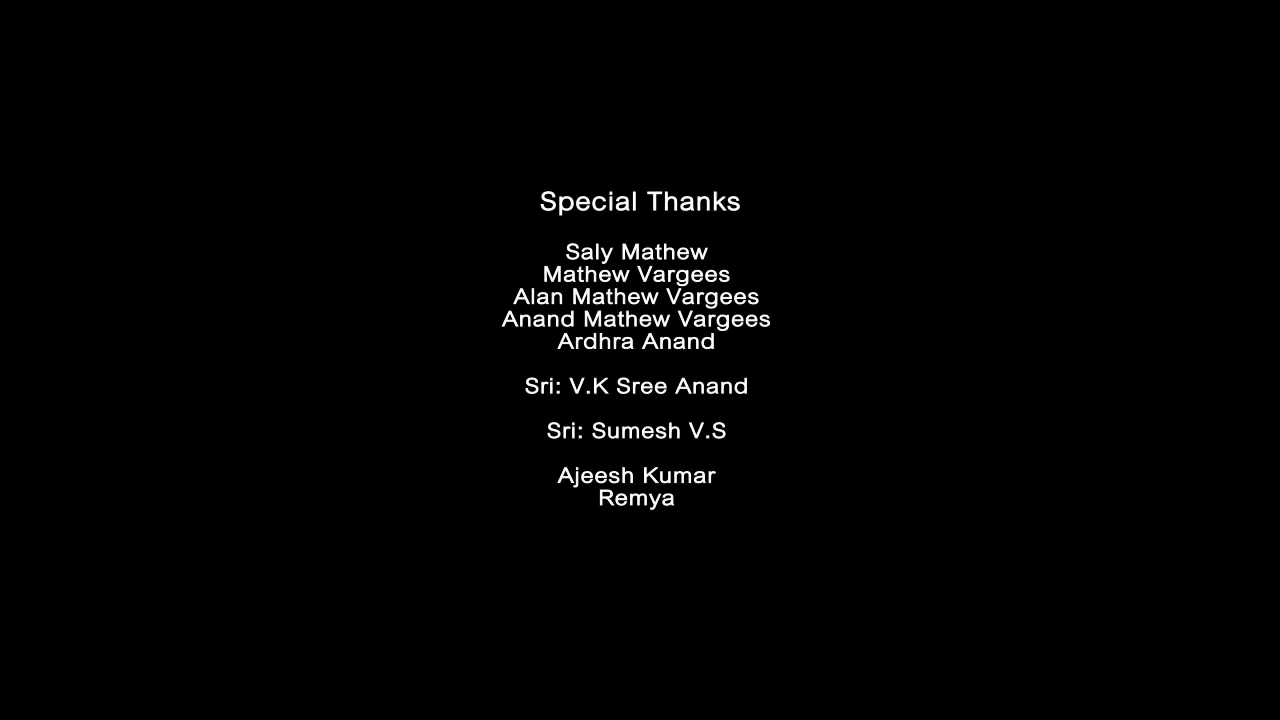 Special Thanks
Saly Mathew
Mathew Vargees
Alan Mathew Vargees
Anand Mathew Vargees
Ardhra Anand
Sri: V.K Sree Anand
Sri: Sumesh V.S
Ajeesh Kumar
Remya